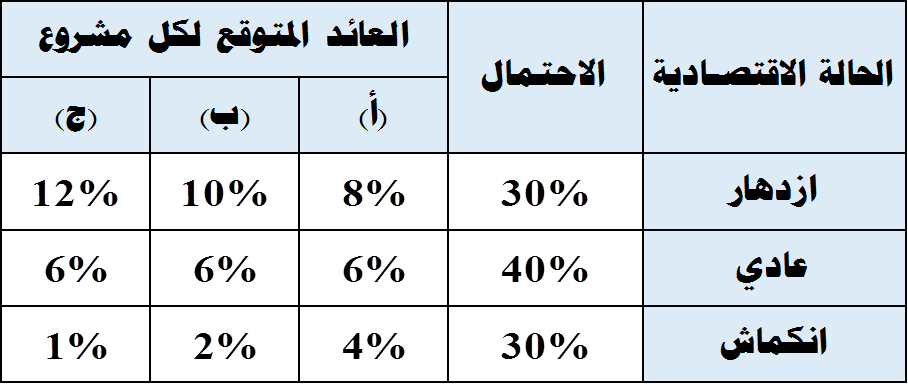 الحالة الاقتصادية الاحتمال العائد المتوقع لكل مشروع
(أ) (ب) (ج)
ازدهار 30% 8% 10% 12%
عادي 40% 6% 6% 6%
انكماش 30% 4% 2% 1%